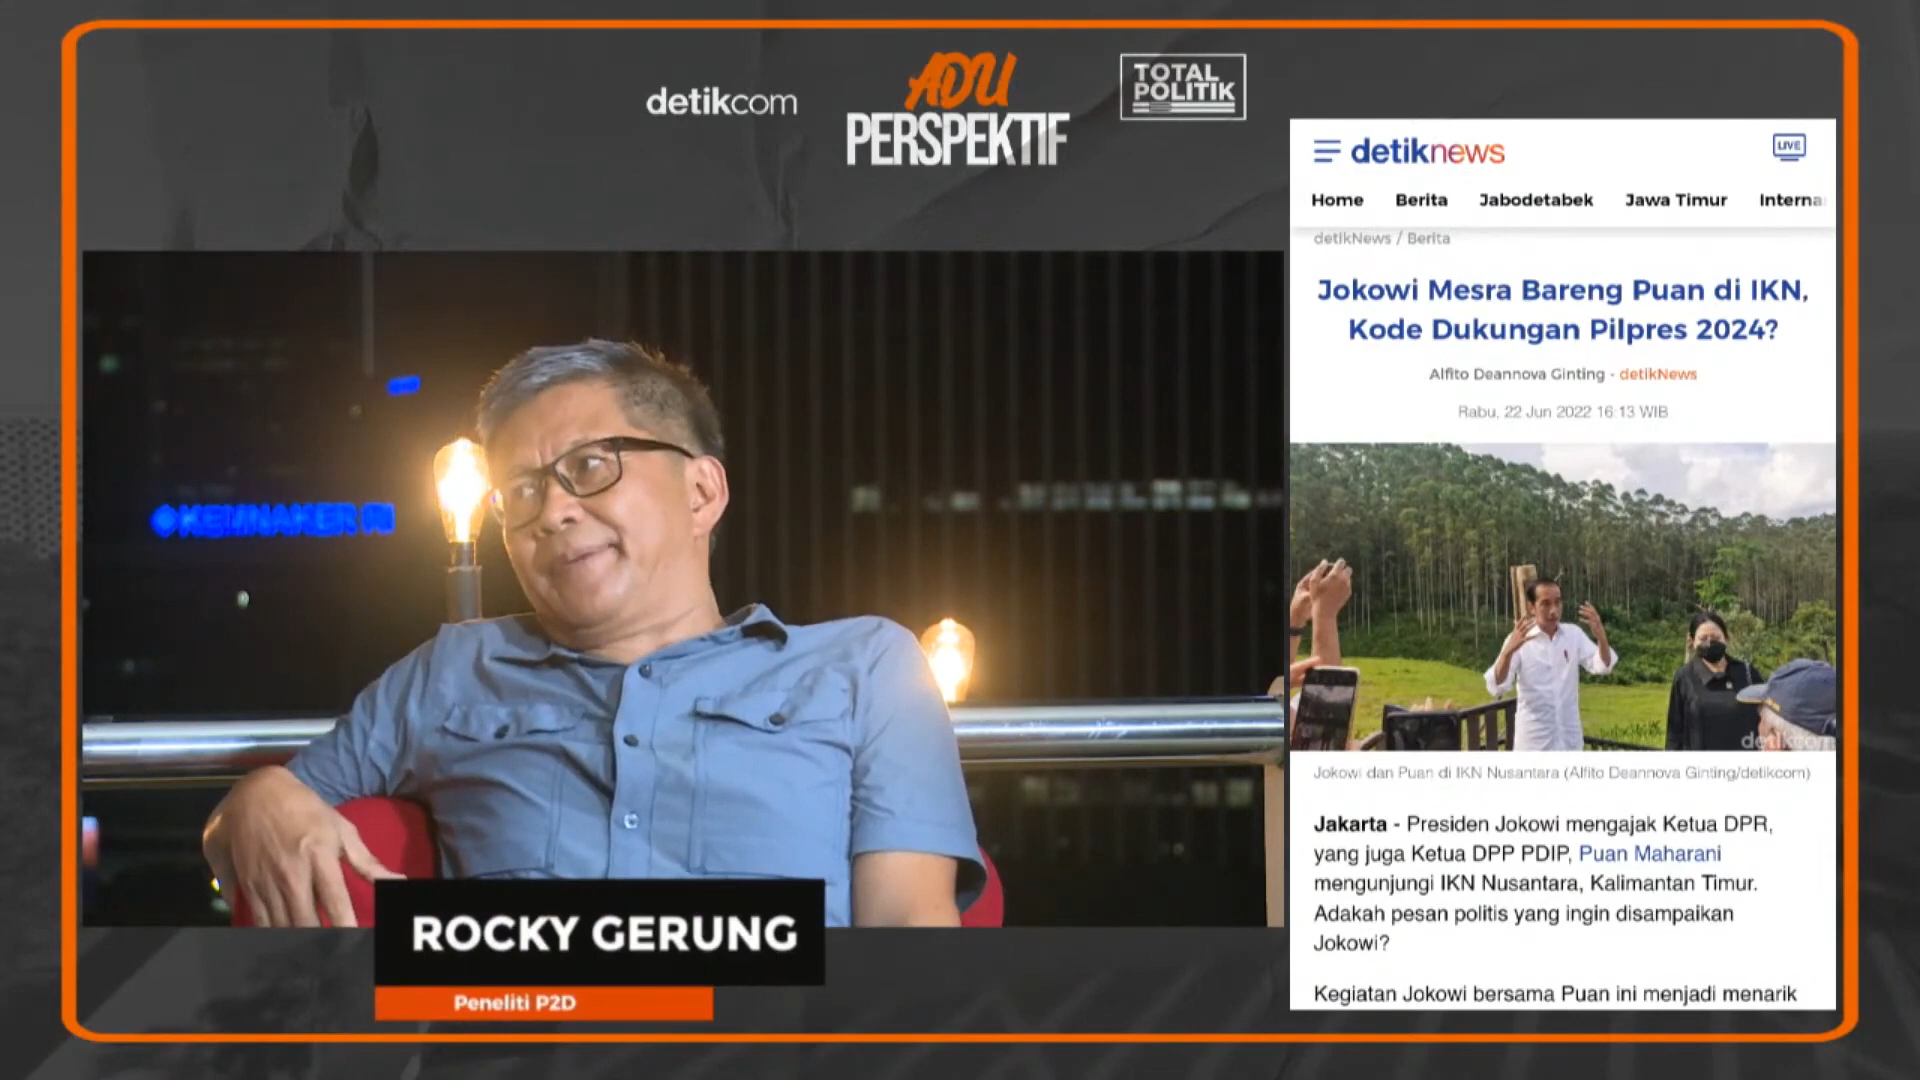 detikcom
ADU
PERSPEKTIF
TOTAL
POLITIK
KEMNAKER RI
ROCKY GERUNG
Peneliti P2D
detiknews
LIVE
Home Berita Jabodetabek Jawa Timur Interna
detikNews / Berita
Jokowi Mesra Bareng Puan di IKN,
Kode Dukungan Pilpres 2024?
Alfito Deannova Ginting - detikNews
Rabu, 22 Jun 2022 16:13 WIB
detikcom
Jokowi dan Puan di IKN Nusantara (Alfito Deannova Ginting/detikcom)
Jakarta - Presiden Jokowi mengajak Ketua DPR,
yang juga Ketua DPP PDIP, Puan Maharani
mengunjungi IKN Nusantara, Kalimantan Timur.
Adakah pesan politis yang ingin disampaikan
Jokowi?
Kegiatan Jokowi bersama Puan ini menjadi menarik